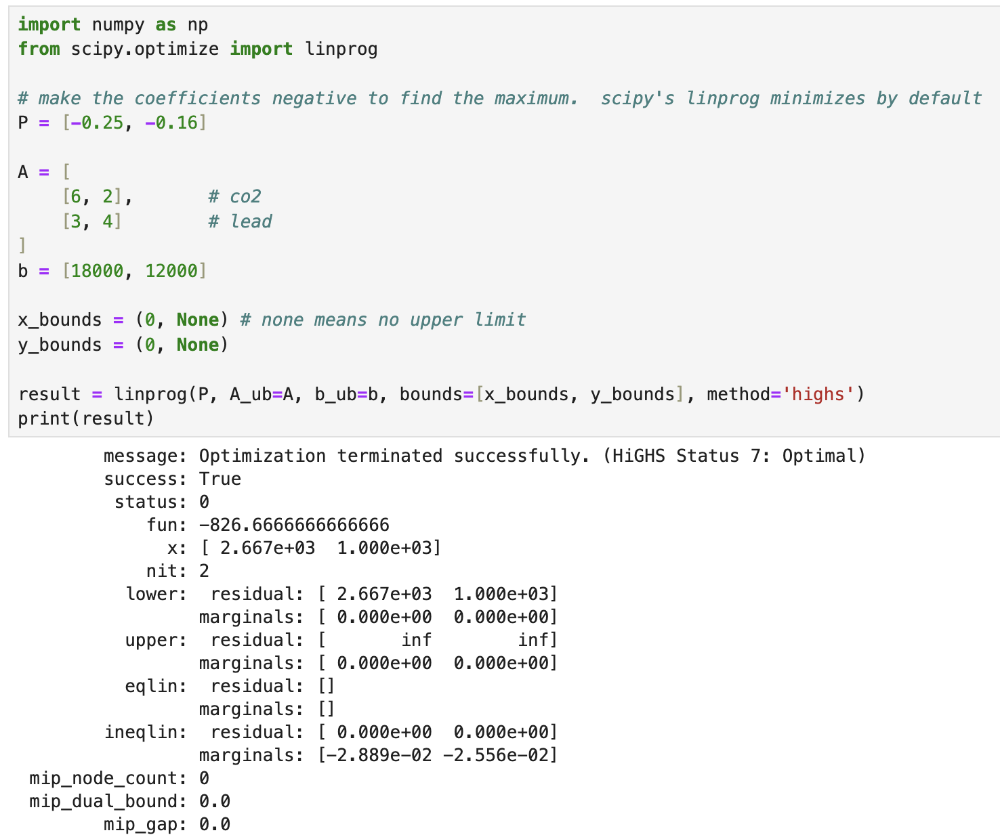 import numpy as np
from scipy.optimize import linprog
# make the coefficients negative to find the maximum.  scipy's linprog minimizes by default
P = [-0.25, -0.16]
A = [
    [6, 2],       # co2
    [3, 4]        # lead
]
b = [18000, 12000]
x_bounds = (0, None) # none means no upper limit
y_bounds = (0, None)
result = linprog(P, A_ub=A, b_ub=b, bounds=[x_bounds, y_bounds], method='highs')
print(result)
       message: Optimization terminated successfully. (HiGHS Status 7: Optimal)
       success: True
        status: 0
           fun: -826.6666666666666
             x: [ 2.667e+03  1.000e+03]
           nit: 2
         lower:  residual: [ 2.667e+03  1.000e+03]
                marginals: [ 0.000e+00  0.000e+00]
         upper:  residual: [       inf        inf]
                marginals: [ 0.000e+00  0.000e+00]
         eqlin:  residual: []
                marginals: []
       ineqlin:  residual: [ 0.000e+00  0.000e+00]
                marginals: [-2.889e-02 -2.556e-02]
mip_node_count: 0
mip_dual_bound: 0.0
       mip_gap: 0.0